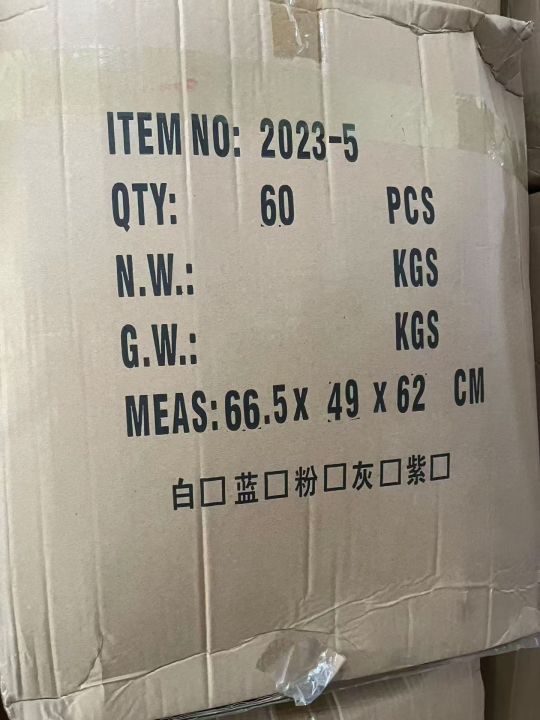 ITEM NO: 2023-5
QTY: 60 PCS
N.W.: KGS
G.W.: KGS
MEAS: 66.5 X 49 X 62 CM
白□蓝□粉□灰□紫□